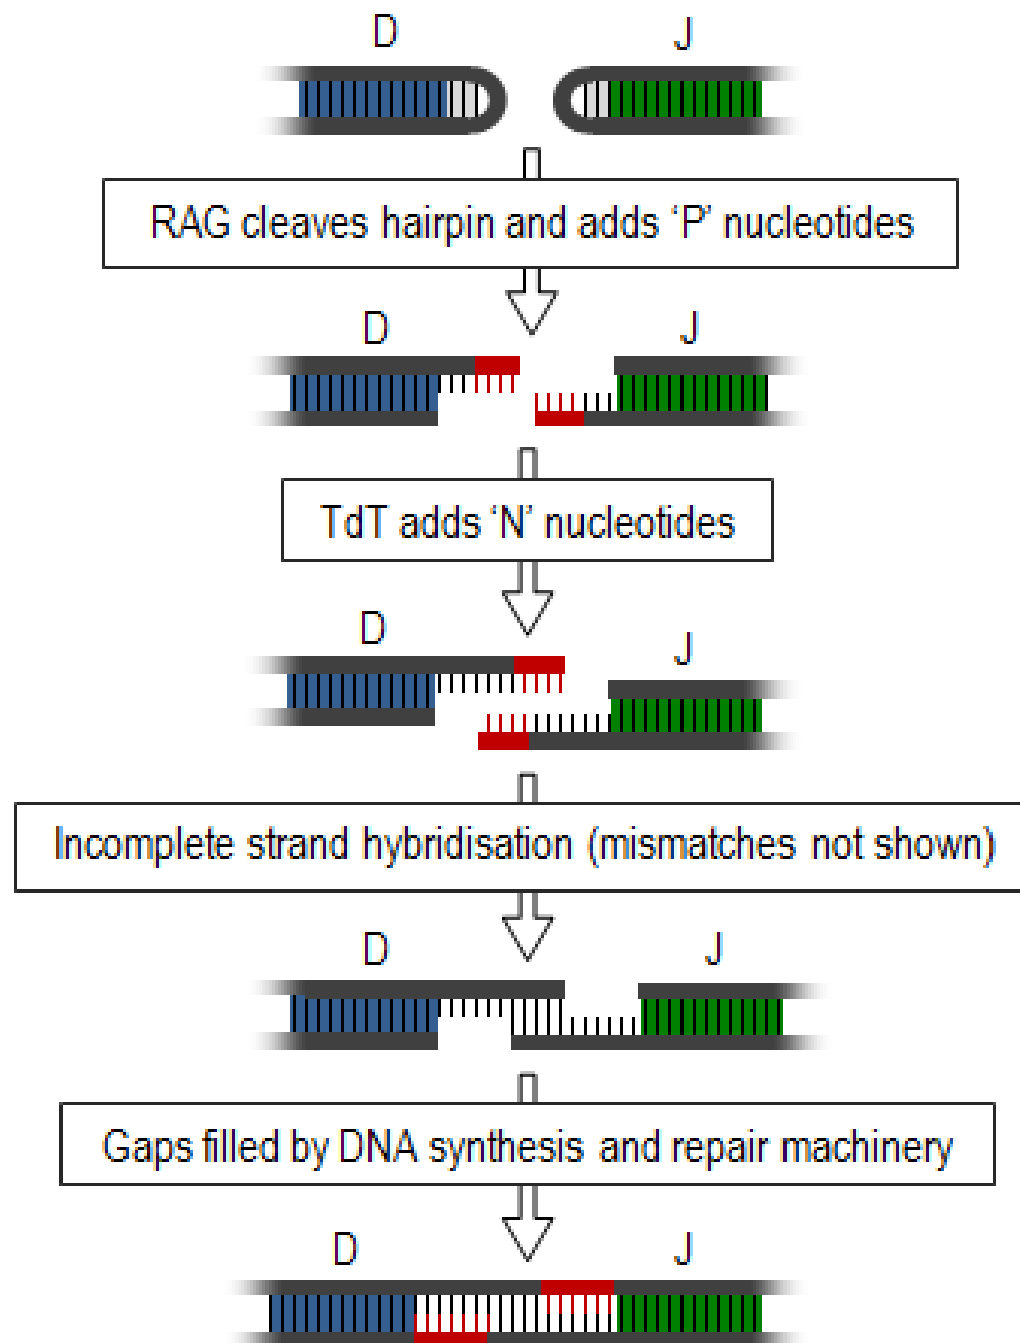 D J
RAG cleaves hairpin and adds ‘P’ nucleotides
D J
TdT adds ‘N’ nucleotides
D J
Incomplete strand hybridisation (mismatches not shown)
D J
Gaps filled by DNA synthesis and repair machinery
D J